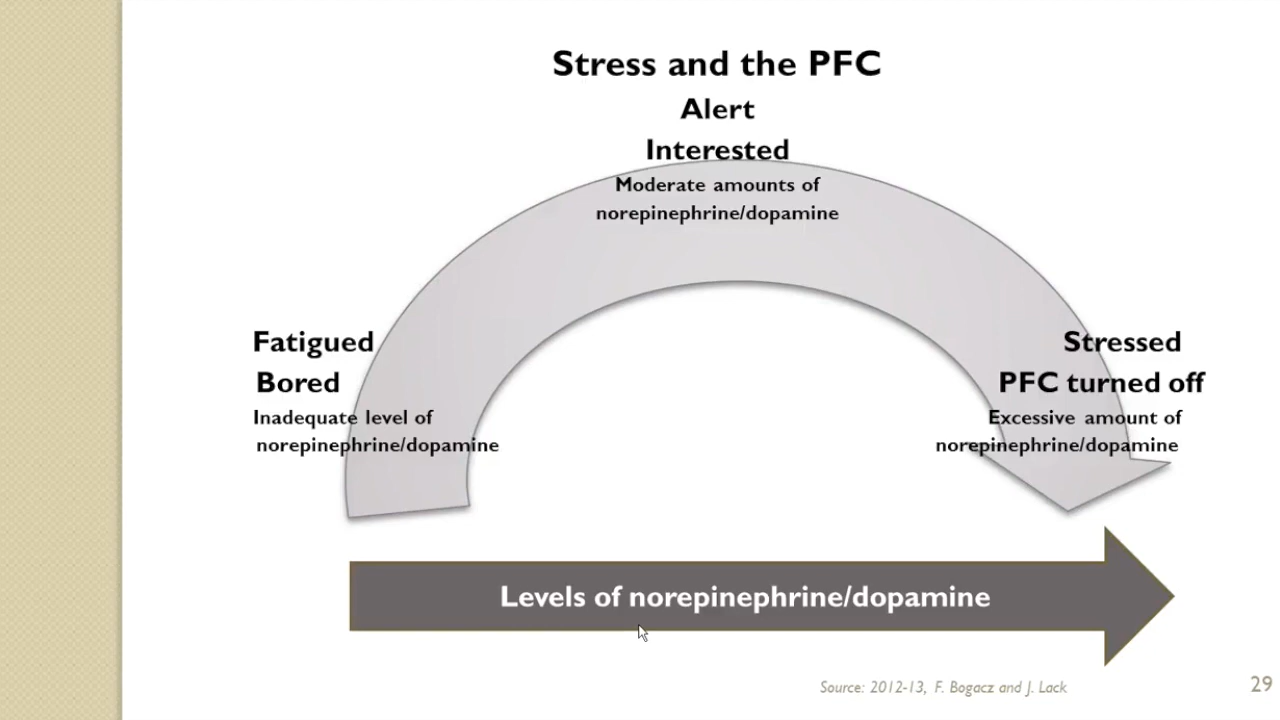 Stress and the PFC
Alert
Interested
Moderate amounts of
norepinephrine/dopamine
Fatigued
Bored
Inadequate level of
norepinephrine/dopamine
Stressed
PFC turned off
Excessive amount of
norepinephrine/dopamine
Levels of norepinephrine/dopamine
Source: 2012-13, F. Bogacz and J. Lack
29